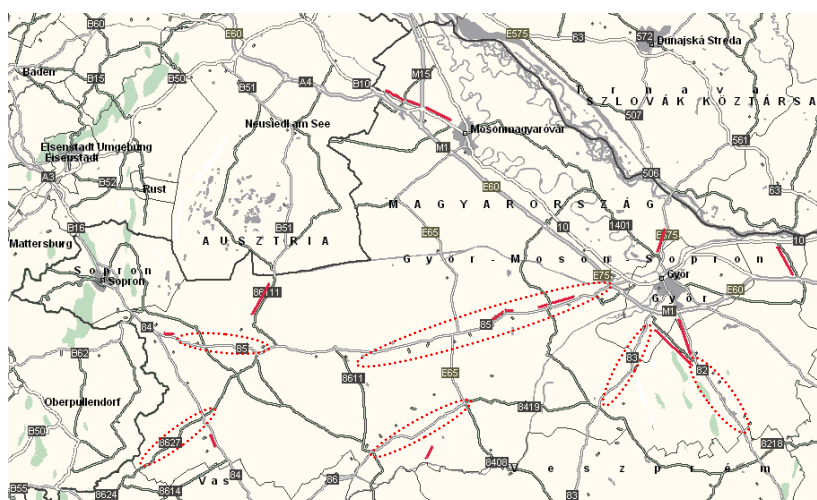 B60
E60
E575
63
572
Dunajská Streda
Baden
B15
B50
B51
A4
B10
M15
T r n a v a
SZLOVÁK KÖZTÁRSA
507
Neusiedl am See
Mosonmagyaróvár
561
M1
Eisenstadt Umgebung
Eisenstadt
506
A3
B52
Rust
E60
63
M A G Y A R O R S Z Á G
B16
B51
10
1401
Mattersburg
A U S Z T R I A
E65
E575
10
S o p r o n
Sopron
G y ő r - M o s o n - S o p r o n
E75
Győr
E60
86111
G y ő r
84
85
85
M1
B62
8611
E65
83
82
Oberpullendorf
8419
B50
8627
8218
84
86
8408
V e s z p r é m
8624
8614
V a s
83